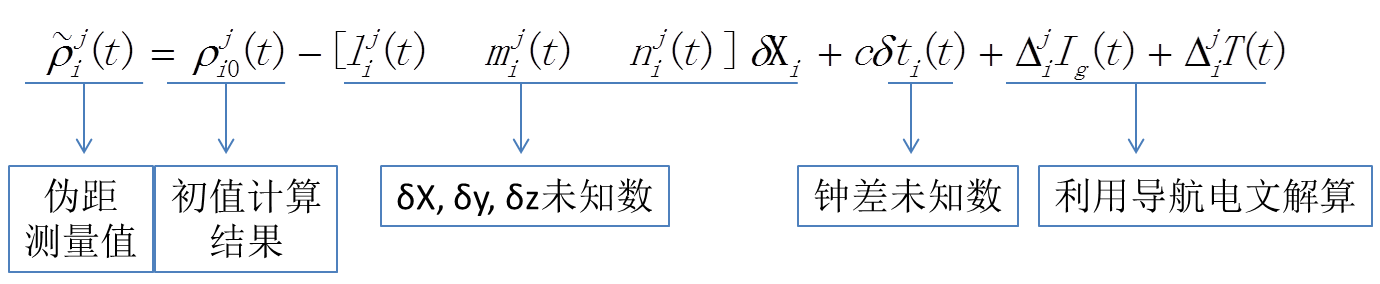 ρ̃ᵢʲ(t) = ρᵢ₀ʲ(t) − [lᵢʲ(t) mᵢʲ(t) nᵢʲ(t)] δXᵢ + cδtᵢ(t) + ΔᵢʲI_g(t) + ΔᵢʲT(t)
伪距
测量值
初值计算
结果
δX, δy, δz未知数
钟差未知数
利用导航电文解算